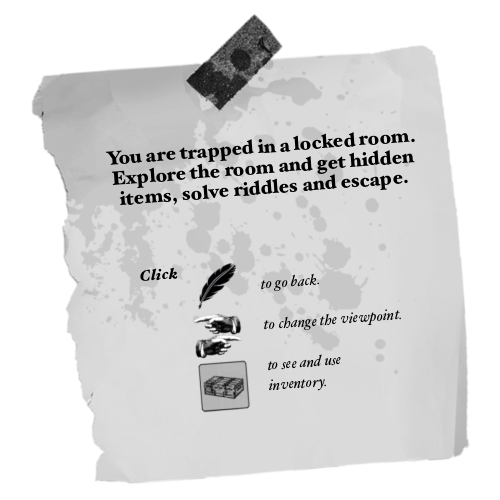 You are trapped in a locked room.
Explore the room and get hidden
items, solve riddles and escape.
Click
to go back.
to change the viewpoint.
to see and use
inventory.